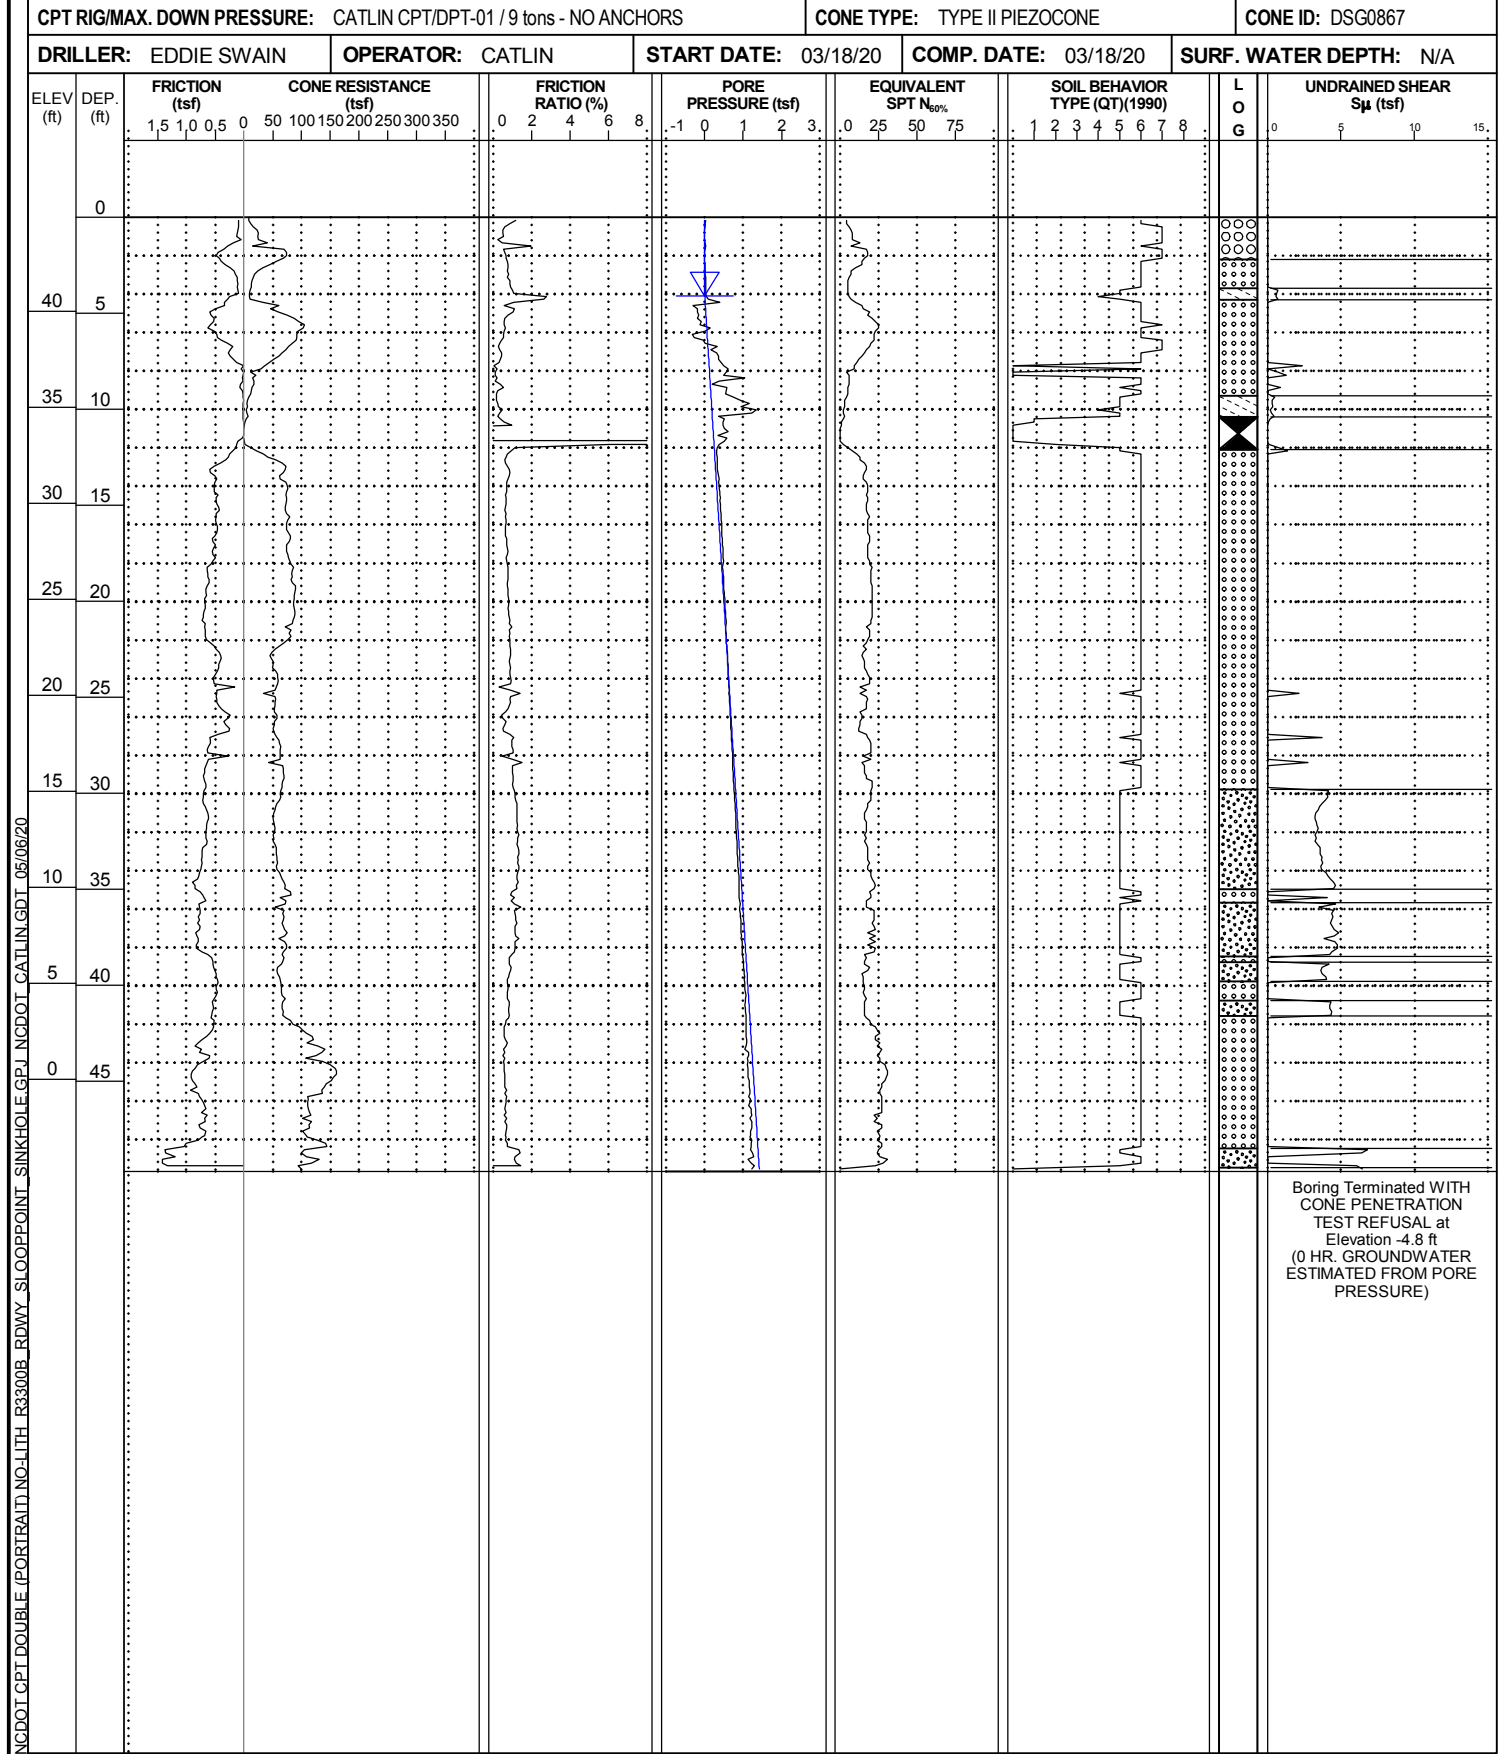 CPT RIG/MAX. DOWN PRESSURE: CATLIN CPT/DPT-01 / 9 tons - NO ANCHORS CONE TYPE: TYPE II PIEZOCONE CONE ID: DSG0867
DRILLER: EDDIE SWAIN OPERATOR: CATLIN START DATE: 03/18/20 COMP. DATE: 03/18/20 SURF. WATER DEPTH: N/A
ELEV (ft)
DEP. (ft)
FRICTION
(tsf)
1,5 1,0 0,5 0
CONE RESISTANCE
(tsf)
50 100 150 200 250 300 350
FRICTION
RATIO (%)
0 2 4 6 8
PORE
PRESSURE (tsf)
-1 0 1 2 3
EQUIVALENT
SPT N60%
0 25 50 75
SOIL BEHAVIOR
TYPE (QT)(1990)
1 2 3 4 5 6 7 8
L
O
G
UNDRAINED SHEAR
Sμ (tsf)
0 5 10 15
0
40 5
35 10
30 15
25 20
20 25
15 30
10 35
5 40
0 45
Boring Terminated WITH
CONE PENETRATION
TEST REFUSAL at
Elevation -4.8 ft
(0 HR. GROUNDWATER
ESTIMATED FROM PORE
PRESSURE)
NCDOT CPT DOUBLE (PORTRAIT) NO-LITH R3300B_RDWY_SLOOPPOINT_SINKHOLE.GPJ NCDOT_CATLIN.GDT 05/06/20